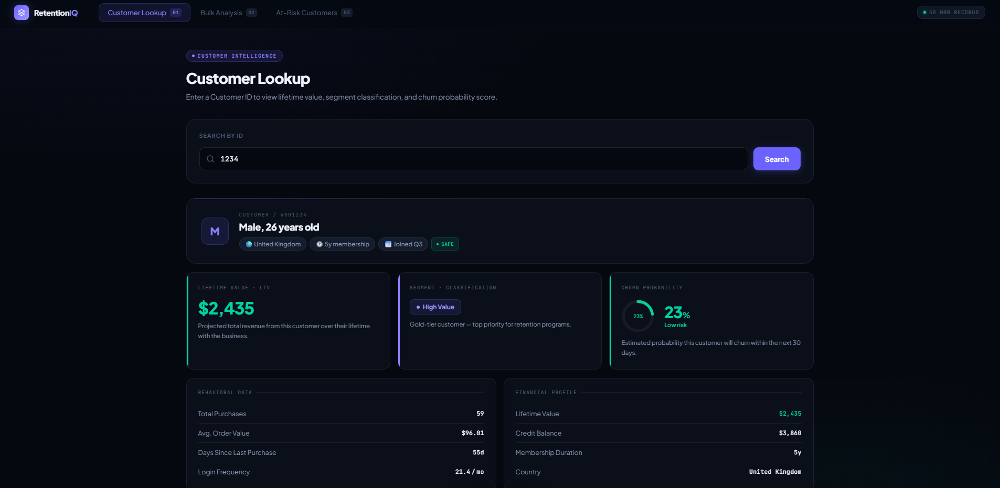 RetentionIQ
Customer Lookup 01
Bulk Analysis 02
At-Risk Customers 03
50 000 RECORDS
CUSTOMER INTELLIGENCE
Customer Lookup
Enter a Customer ID to view lifetime value, segment classification, and churn probability score.
SEARCH BY ID
1234
Search
CUSTOMER / #001234
M
Male, 26 years old
United Kingdom
5y membership
Joined Q3
SAFE
LIFETIME VALUE · LTV
$2,435
Projected total revenue from this customer over their lifetime
with the business.
SEGMENT · CLASSIFICATION
High Value
Gold-tier customer — top priority for retention programs.
CHURN PROBABILITY
23%
23%
Low risk
Estimated probability this customer will churn within the next 30
days.
BEHAVIORAL DATA
Total Purchases 59
Avg. Order Value $96.01
Days Since Last Purchase 55d
Login Frequency 21.4/mo
FINANCIAL PROFILE
Lifetime Value $2,435
Credit Balance $3,860
Membership Duration 5y
Country United Kingdom